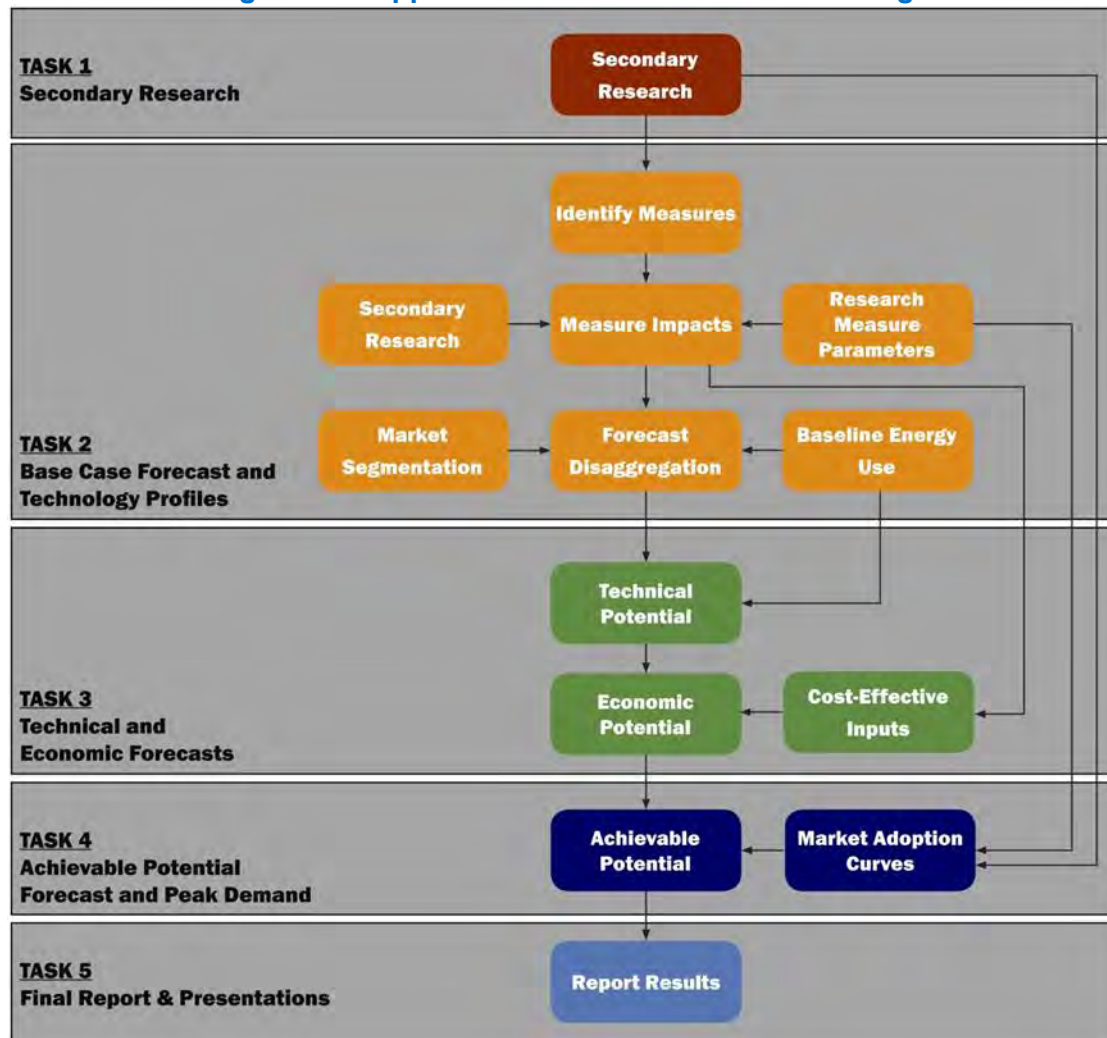 TASK 1
Secondary Research
Secondary
Research
Identify Measures
Secondary
Research
Measure Impacts
Research
Measure
Parameters
Market
Segmentation
Forecast
Disaggregation
Baseline Energy
Use
TASK 2
Base Case Forecast and
Technology Profiles
Technical
Potential
Economic
Potential
Cost-Effective
Inputs
TASK 3
Technical and
Economic Forecasts
Achievable
Potential
Market Adoption
Curves
TASK 4
Achievable Potential
Forecast and Peak Demand
Report Results
TASK 5
Final Report & Presentations